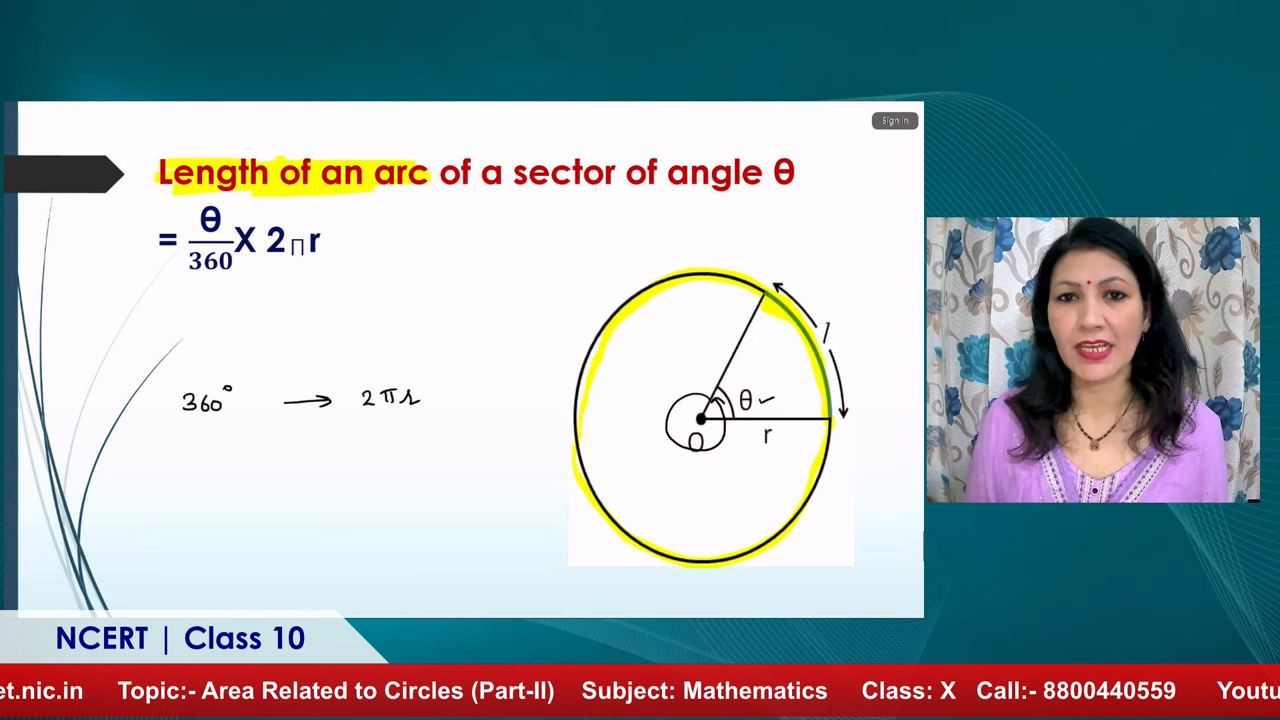 Sign in
Length of an arc of a sector of angle θ
= θ/360 X 2∏r
360° → 2πr
l
θ
r
O
NCERT | Class 10
et.nic.in Topic:- Area Related to Circles (Part-II) Subject: Mathematics Class: X Call:- 8800440559 Youtu